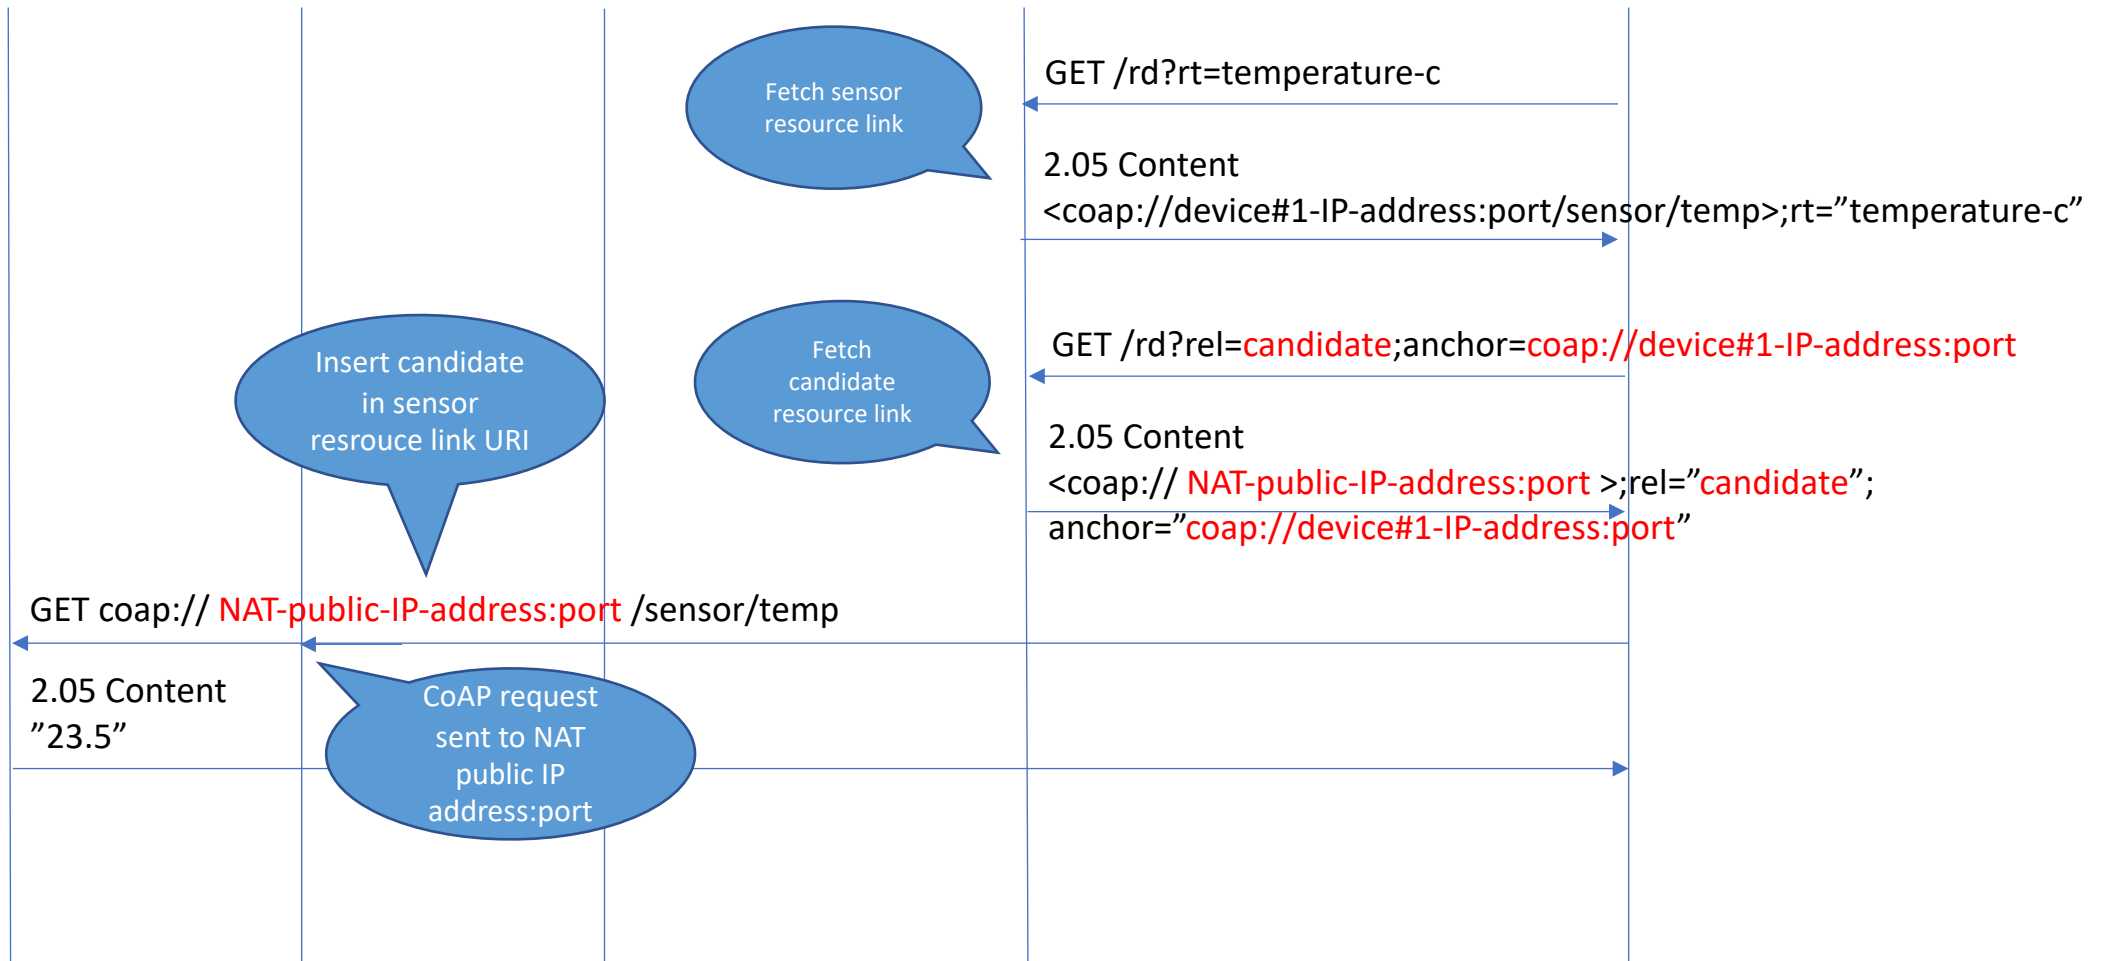 Fetch sensor
resource link
GET /rd?rt=temperature-c
2.05 Content
<coap://device#1-IP-address:port/sensor/temp>;rt=”temperature-c”
Insert candidate
in sensor
resrouce link URI
Fetch
candidate
resource link
GET /rd?rel=candidate;anchor=coap://device#1-IP-address:port
2.05 Content
<coap:// NAT-public-IP-address:port >;rel=”candidate”;
anchor=”coap://device#1-IP-address:port”
GET coap:// NAT-public-IP-address:port /sensor/temp
2.05 Content
”23.5”
CoAP request
sent to NAT
public IP
address:port